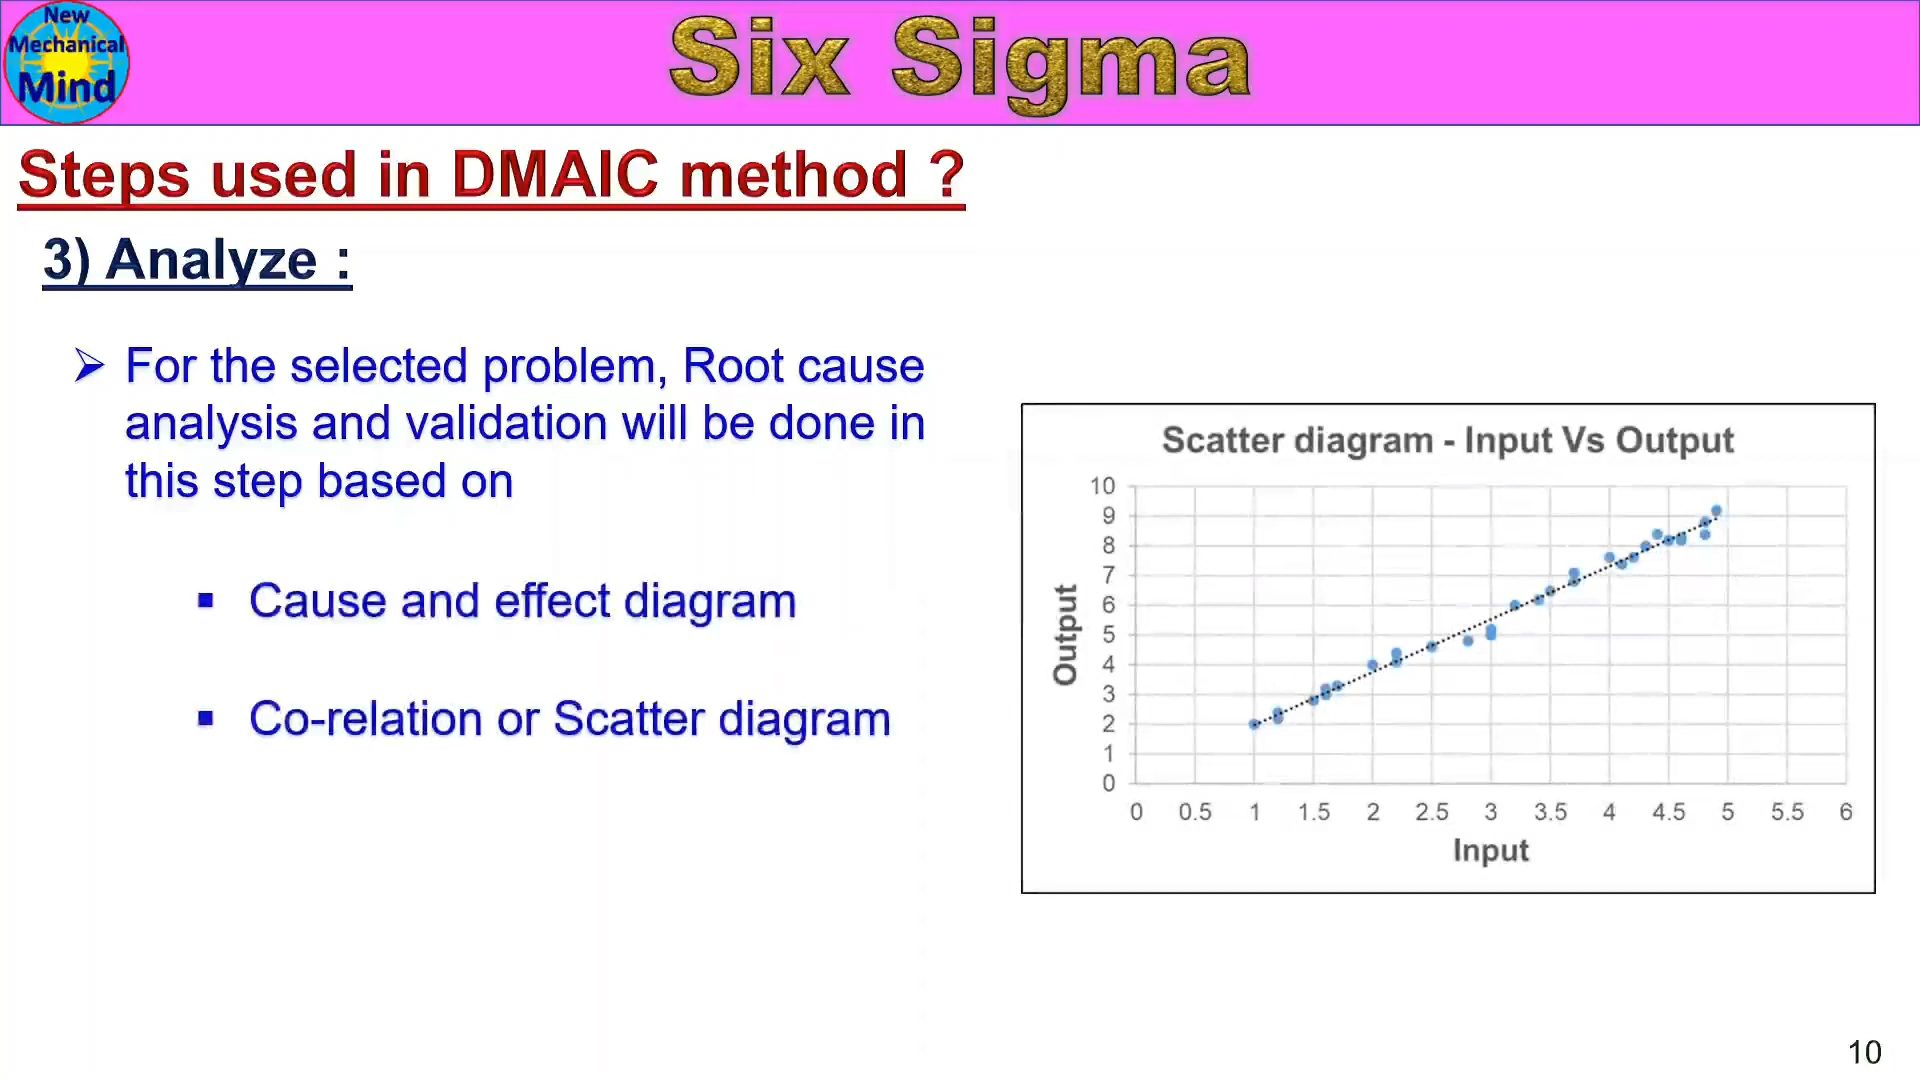 New
Mechanical
Mind
Six Sigma
Steps used in DMAIC method ?
3) Analyze :
For the selected problem, Root cause
analysis and validation will be done in
this step based on
Cause and effect diagram
Co-relation or Scatter diagram
Scatter diagram - Input Vs Output
10
9
8
7
6
5
4
3
2
1
0
Output
0 0.5 1 1.5 2 2.5 3 3.5 4 4.5 5 5.5 6
Input
10